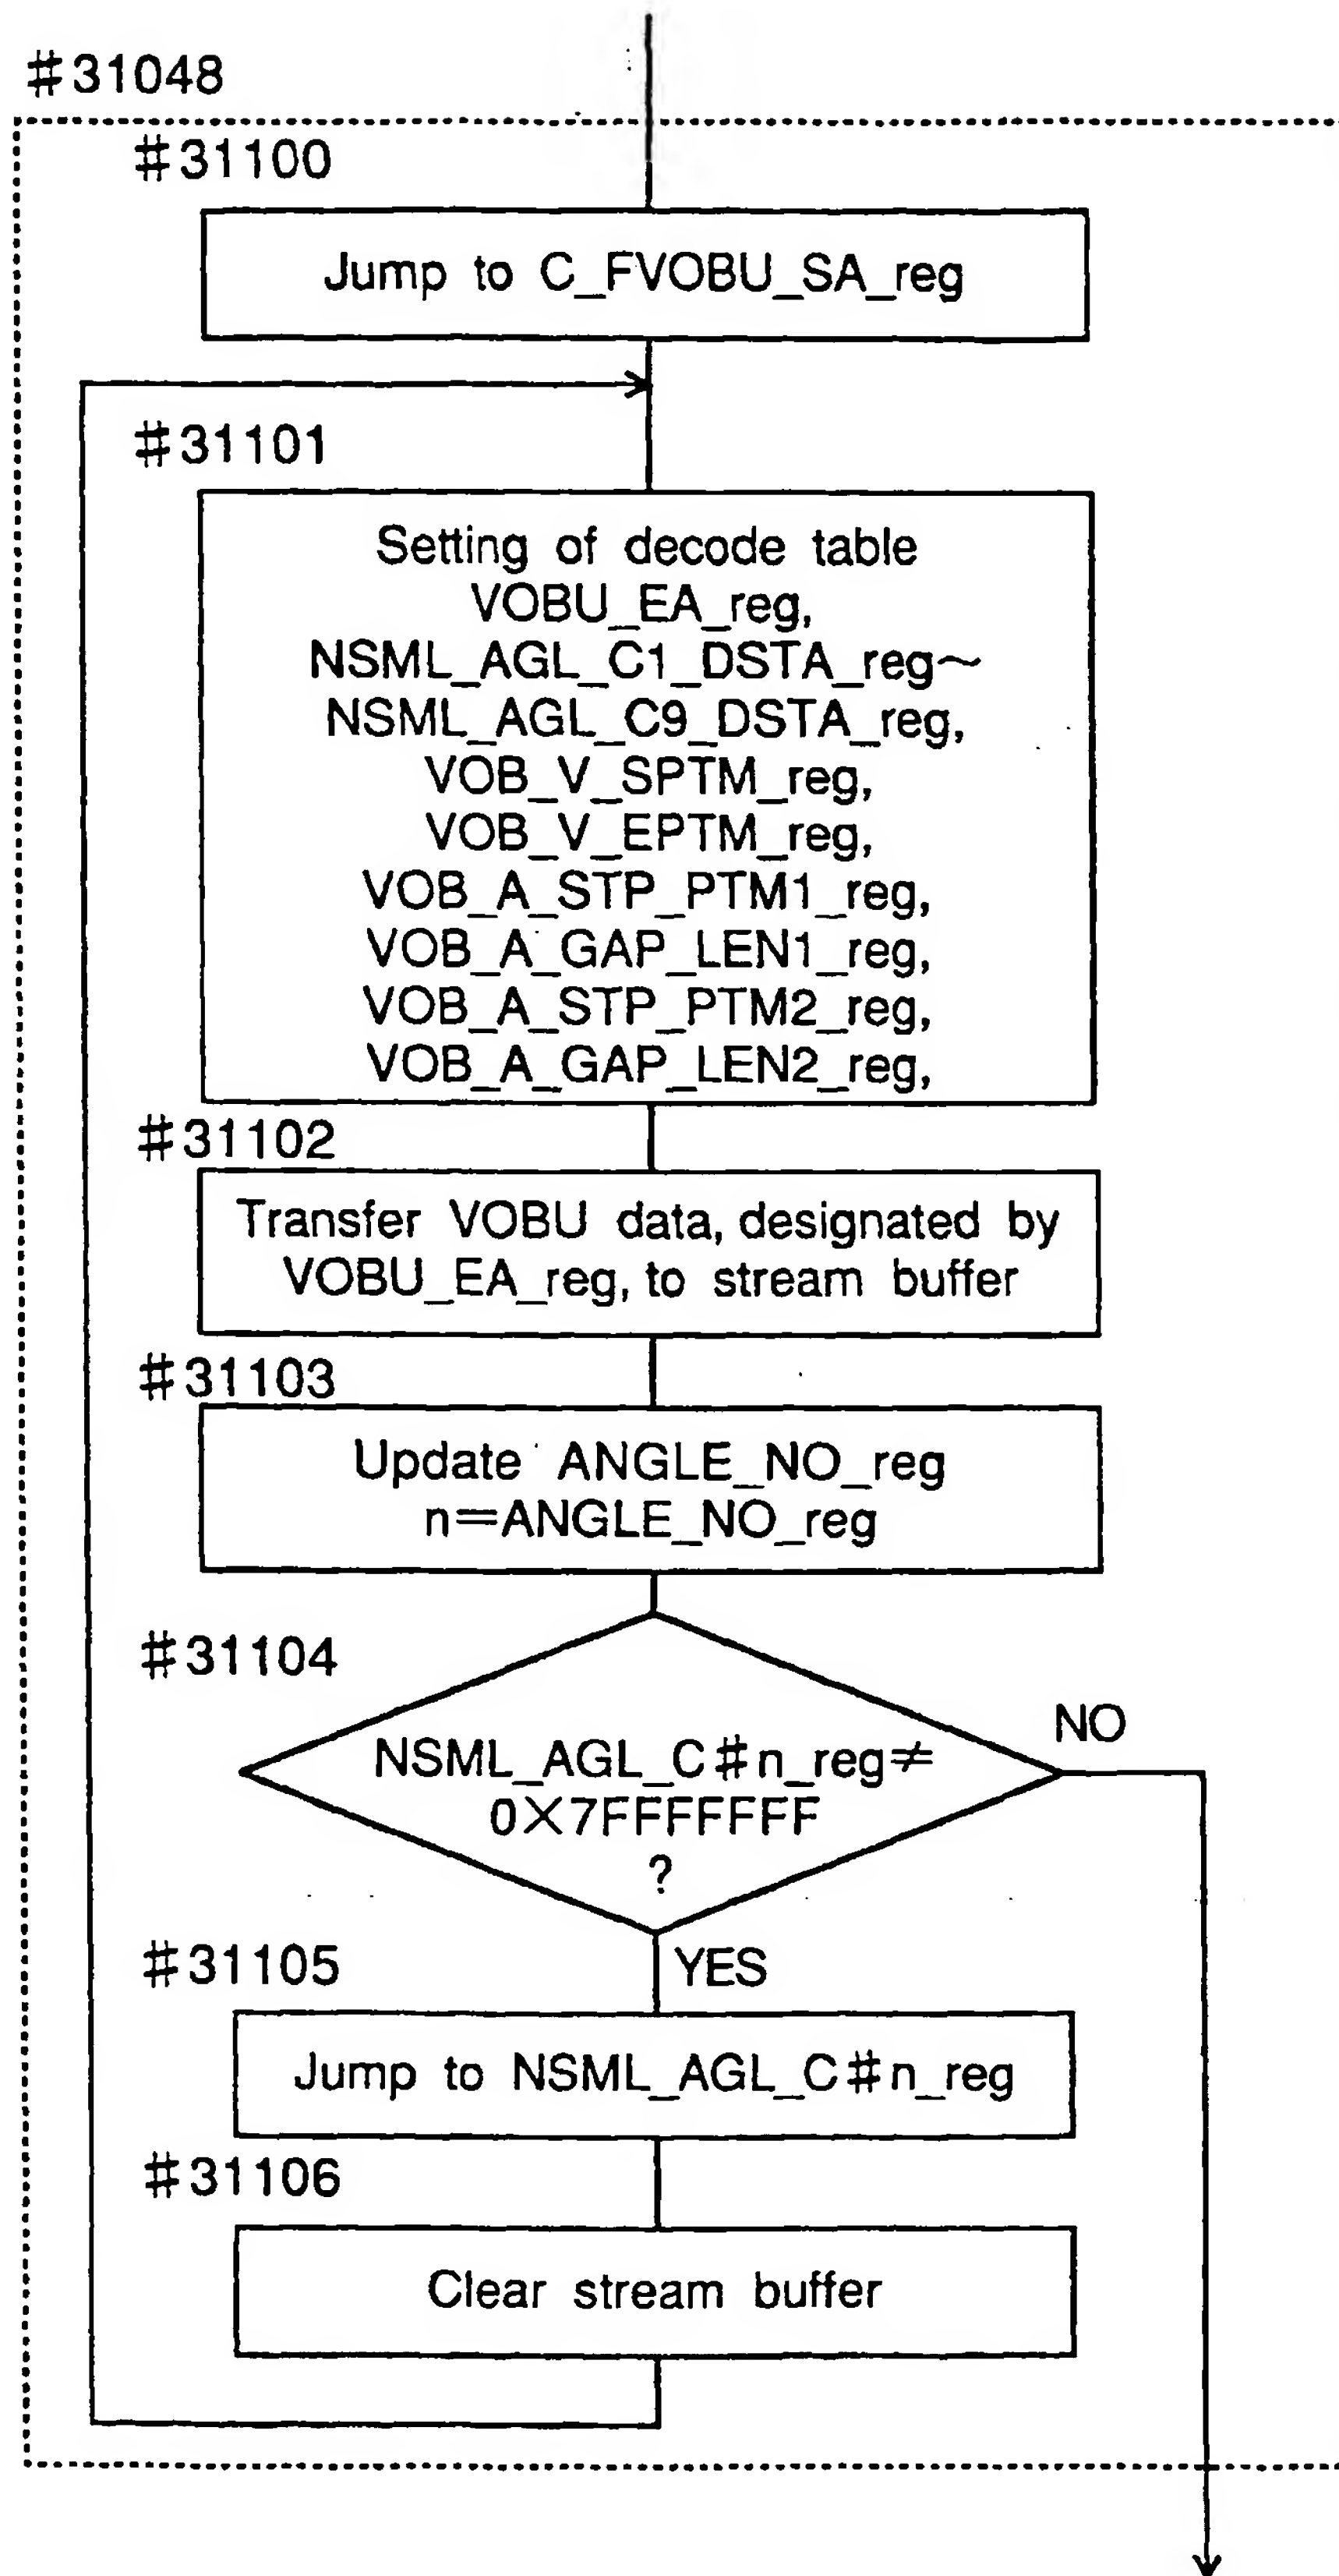 #31048
#31100
Jump to C_FVOBU_SA_reg
#31101
Setting of decode table
VOBU_EA_reg,
NSML_AGL_C1_DSTA_reg~
NSML_AGL_C9_DSTA_reg,
VOB_V_SPTM_reg,
VOB_V_EPTM_reg,
VOB_A_STP_PTM1_reg,
VOB_A_GAP_LEN1_reg,
VOB_A_STP_PTM2_reg,
VOB_A_GAP_LEN2_reg,
#31102
Transfer VOBU data, designated by
VOBU_EA_reg, to stream buffer
#31103
Update ANGLE_NO_reg
n=ANGLE_NO_reg
#31104
NO
NSML_AGL_C#n_reg≠
0X7FFFFFFF
?
#31105
YES
Jump to NSML_AGL_C#n_reg
#31106
Clear stream buffer